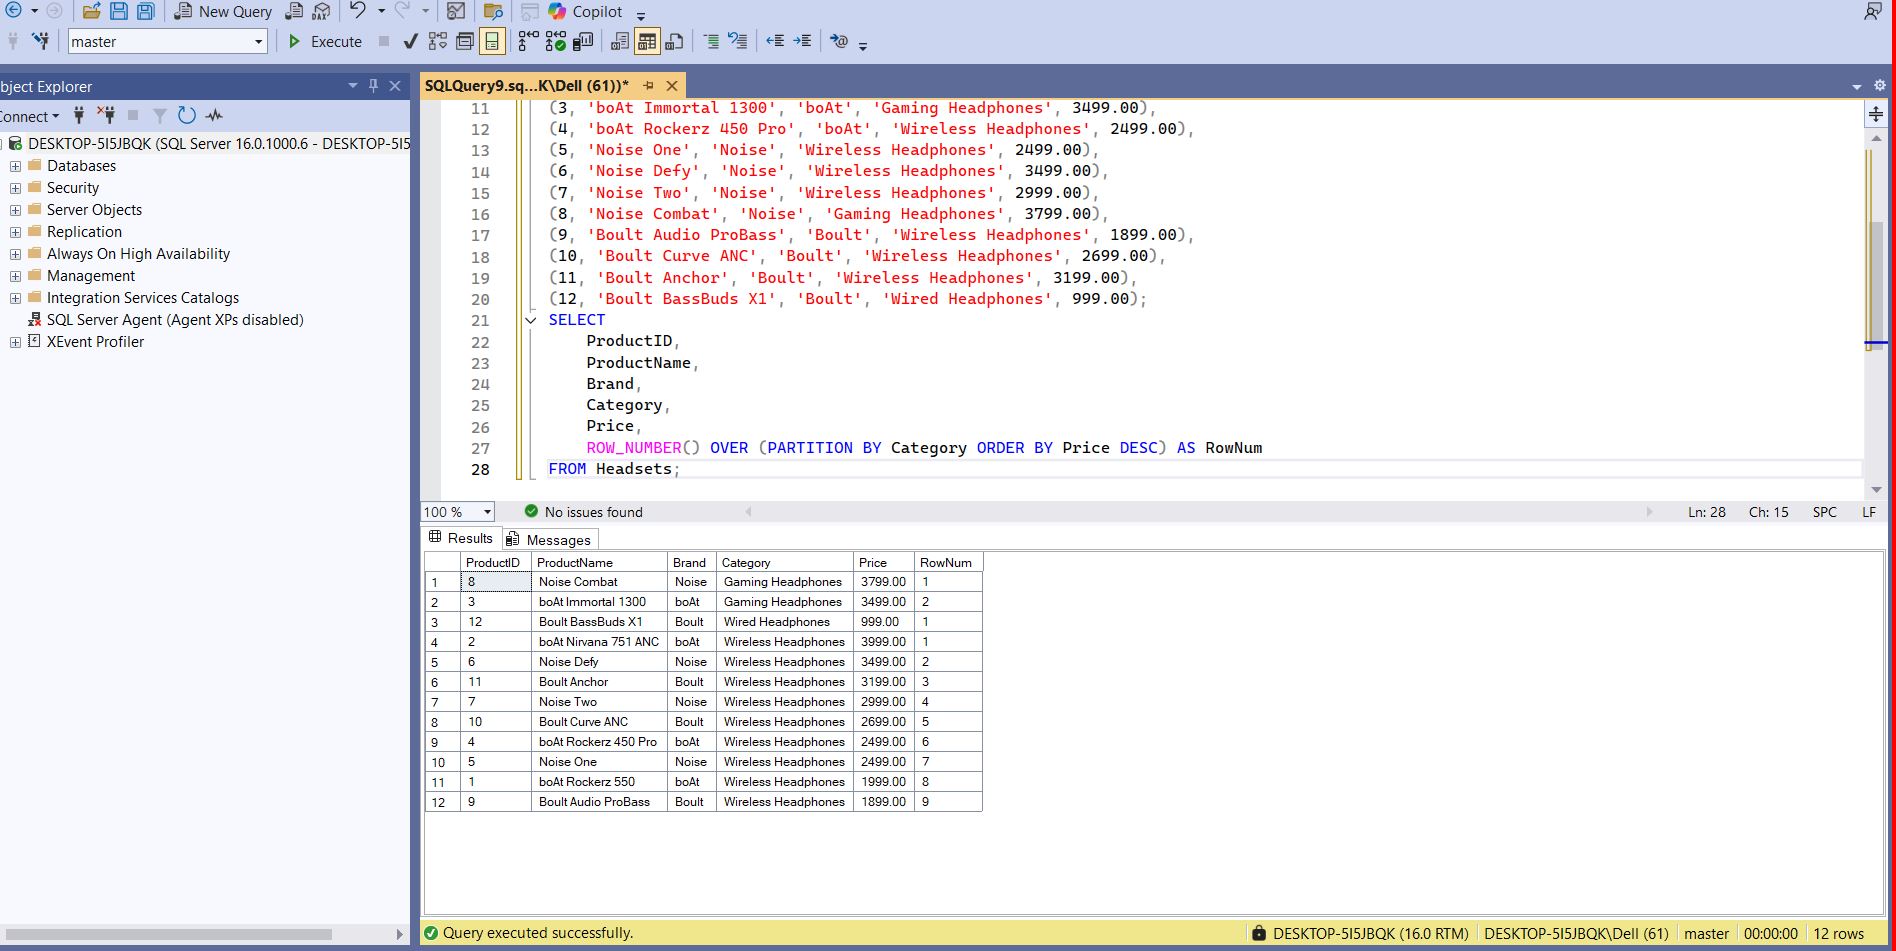 New Query
DAX
Copilot
master
Execute
bject Explorer
onnect
DESKTOP-5I5JBQK (SQL Server 16.0.1000.6 - DESKTOP-5I5
Databases
Security
Server Objects
Replication
Always On High Availability
Management
Integration Services Catalogs
SQL Server Agent (Agent XPs disabled)
XEvent Profiler
SQLQuery9.sq...K\Dell (61))*
11 (3, 'boAt Immortal 1300', 'boAt', 'Gaming Headphones', 3499.00),
12 (4, 'boAt Rockerz 450 Pro', 'boAt', 'Wireless Headphones', 2499.00),
13 (5, 'Noise One', 'Noise', 'Wireless Headphones', 2499.00),
14 (6, 'Noise Defy', 'Noise', 'Wireless Headphones', 3499.00),
15 (7, 'Noise Two', 'Noise', 'Wireless Headphones', 2999.00),
16 (8, 'Noise Combat', 'Noise', 'Gaming Headphones', 3799.00),
17 (9, 'Boult Audio ProBass', 'Boult', 'Wireless Headphones', 1899.00),
18 (10, 'Boult Curve ANC', 'Boult', 'Wireless Headphones', 2699.00),
19 (11, 'Boult Anchor', 'Boult', 'Wireless Headphones', 3199.00),
20 (12, 'Boult BassBuds X1', 'Boult', 'Wired Headphones', 999.00);
21 SELECT
22 ProductID,
23 ProductName,
24 Brand,
25 Category,
26 Price,
27 ROW_NUMBER() OVER (PARTITION BY Category ORDER BY Price DESC) AS RowNum
28 FROM Headsets;
100 % No issues found Ln: 28 Ch: 15 SPC LF
Results Messages
ProductID ProductName Brand Category Price RowNum
1 8 Noise Combat Noise Gaming Headphones 3799.00 1
2 3 boAt Immortal 1300 boAt Gaming Headphones 3499.00 2
3 12 Boult BassBuds X1 Boult Wired Headphones 999.00 1
4 2 boAt Nirvana 751 ANC boAt Wireless Headphones 3999.00 1
5 6 Noise Defy Noise Wireless Headphones 3499.00 2
6 11 Boult Anchor Boult Wireless Headphones 3199.00 3
7 7 Noise Two Noise Wireless Headphones 2999.00 4
8 10 Boult Curve ANC Boult Wireless Headphones 2699.00 5
9 4 boAt Rockerz 450 Pro boAt Wireless Headphones 2499.00 6
10 5 Noise One Noise Wireless Headphones 2499.00 7
11 1 boAt Rockerz 550 boAt Wireless Headphones 1999.00 8
12 9 Boult Audio ProBass Boult Wireless Headphones 1899.00 9
Query executed successfully. DESKTOP-5I5JBQK (16.0 RTM) DESKTOP-5I5JBQK\Dell (61) master 00:00:00 12 rows